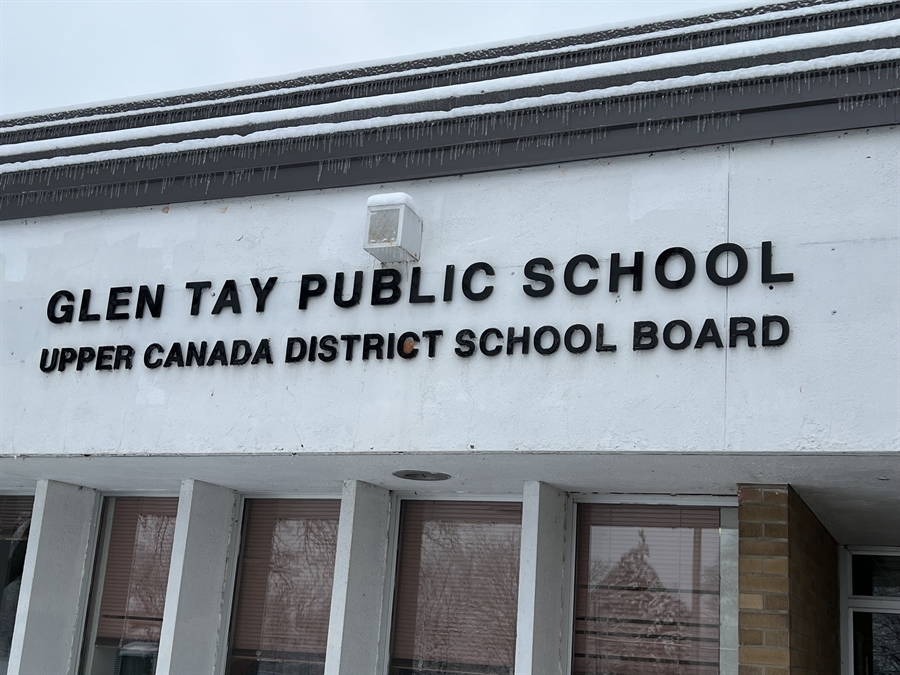 GLEN TAY PUBLIC SCHOOL
UPPER CANADA DISTRICT SCHOOL BOARD